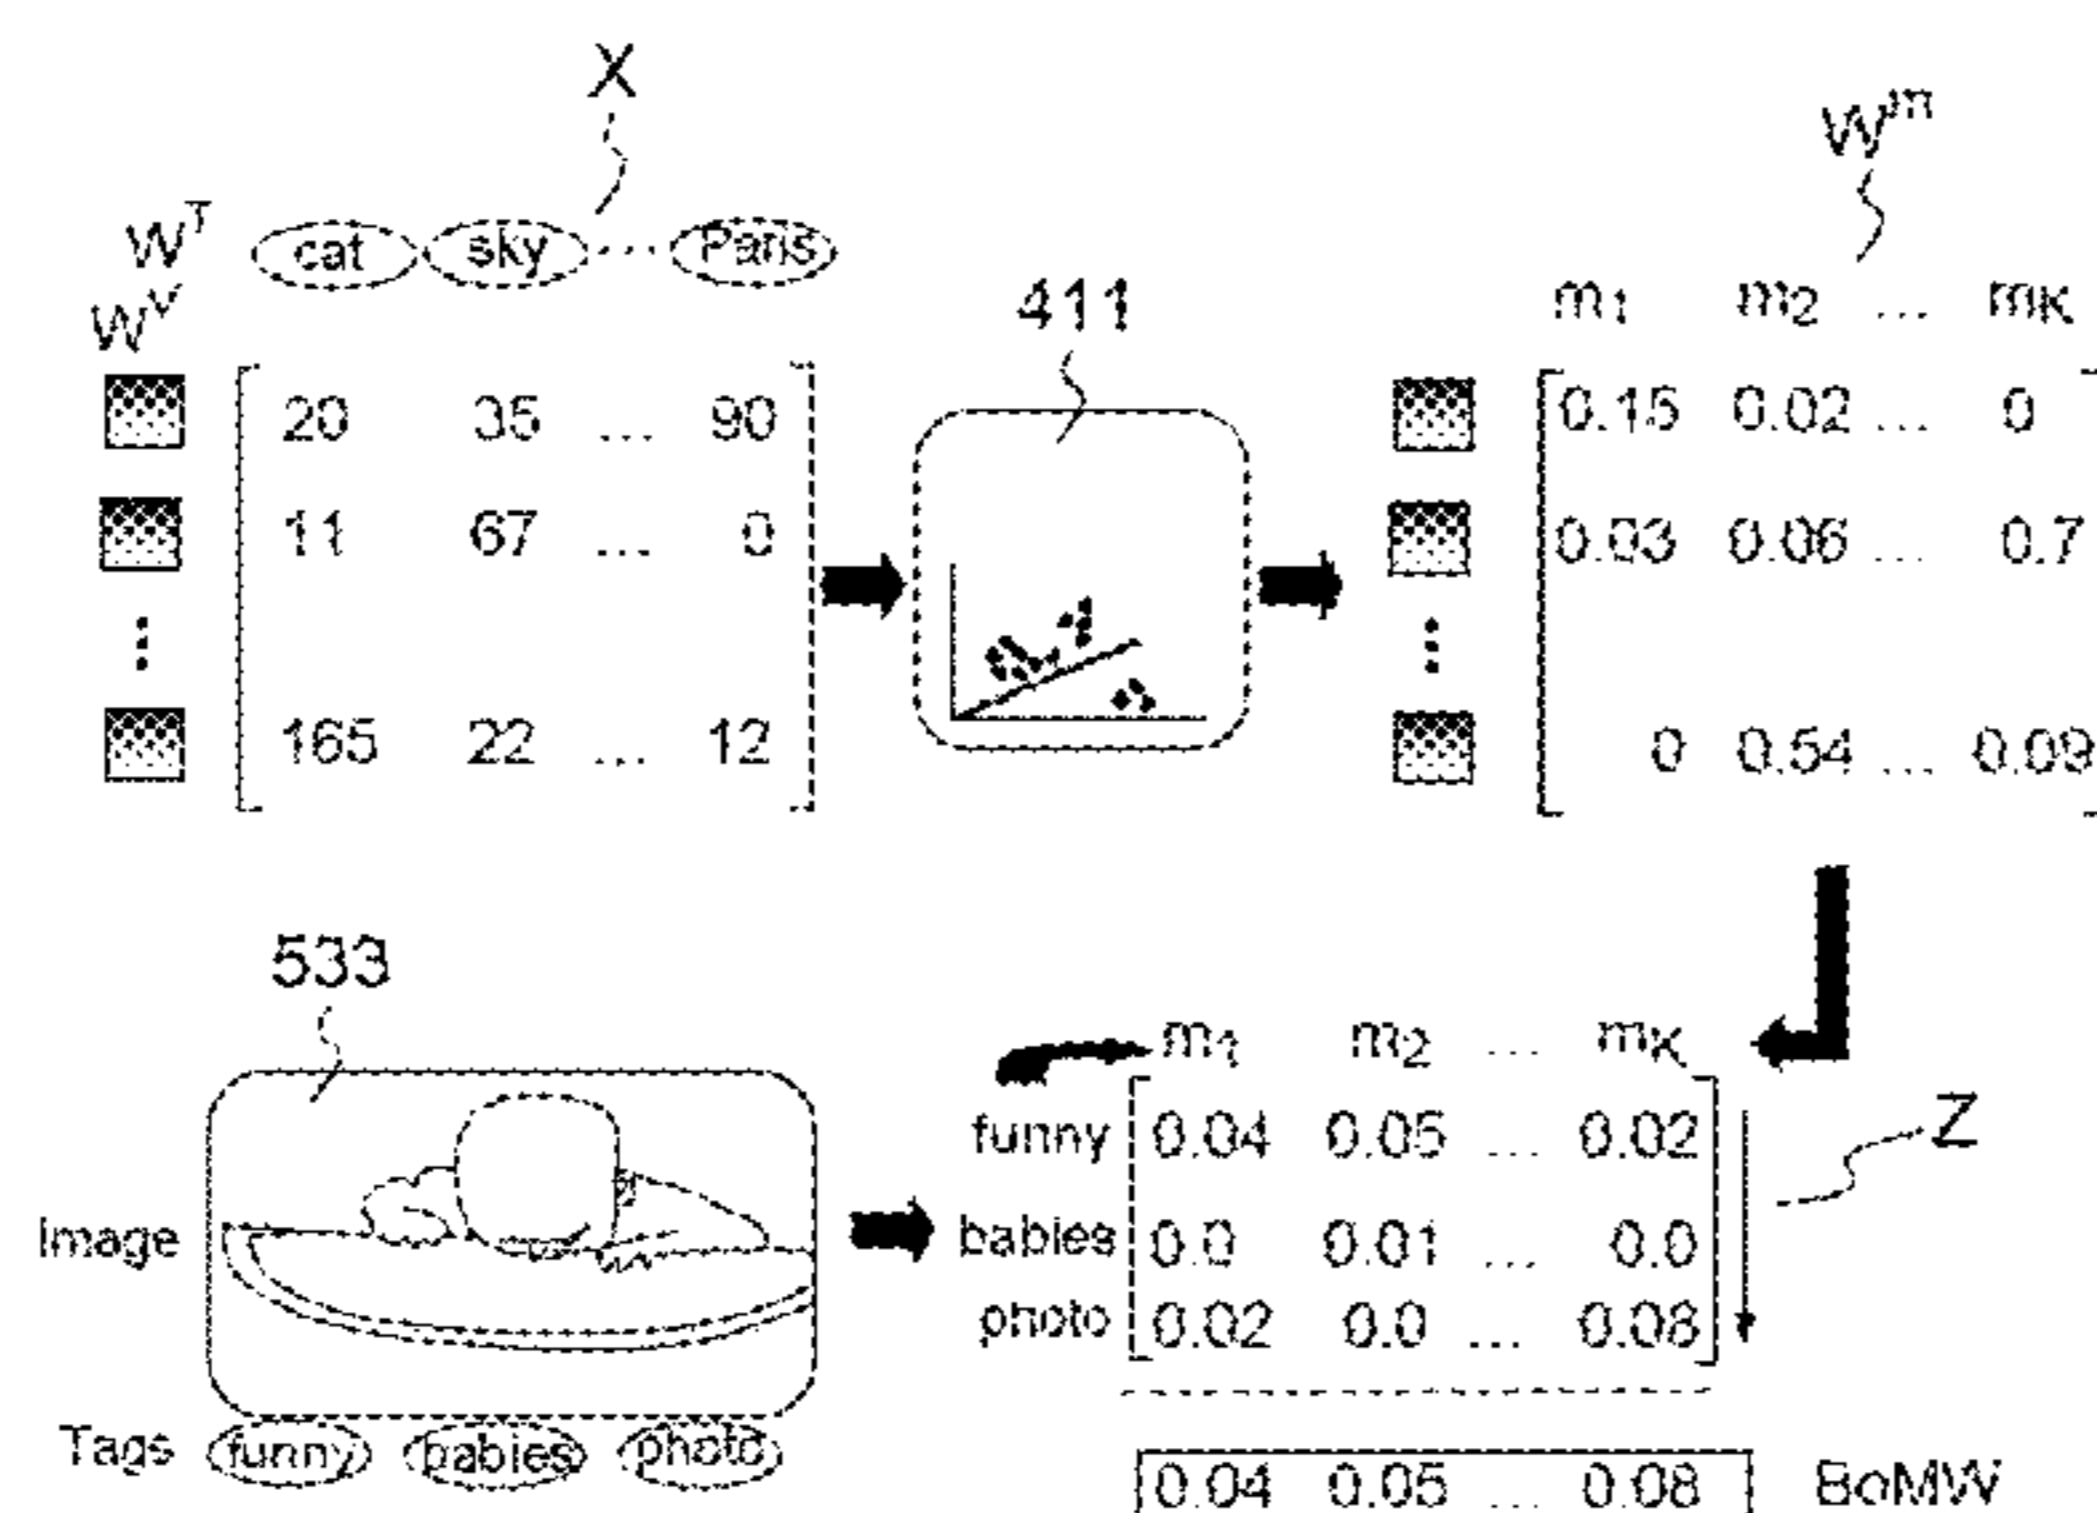 X
W^m
W^T cat sky ... Paris
W^V
411
m1 m2 ... mK
20 35 ... 90
0.15 0.02 ... 0
11 67 ... 0
0.03 0.06 ... 0.7
165 22 ... 12
0 0.54 ... 0.09
533
m1 m2 ... mK
funny 0.04 0.05 ... 0.02
Z
Image
babies 0.0 0.01 ... 0.0
photo 0.02 0.0 ... 0.08
Tags funny babies photo
0.04 0.05 ... 0.08 BoMW